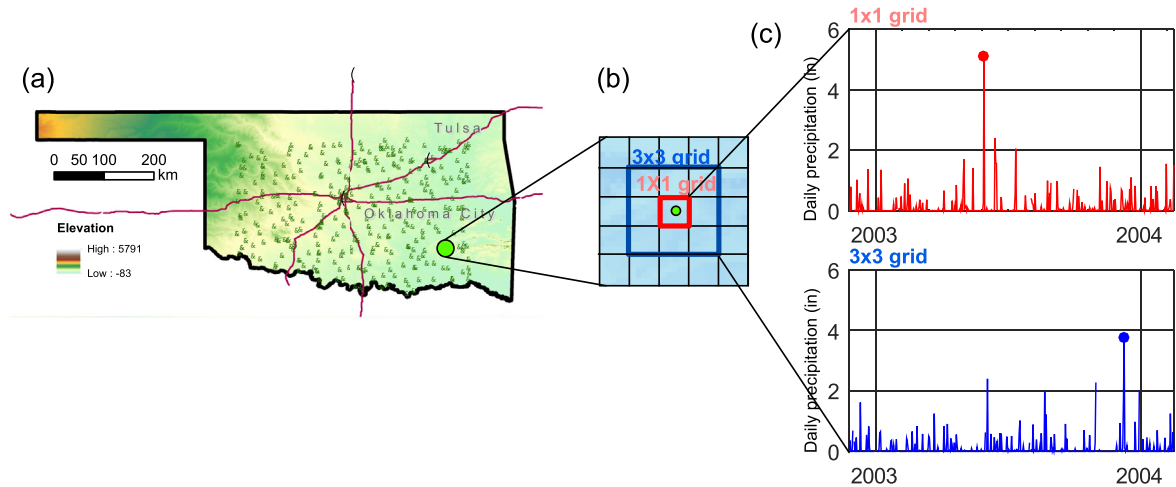 (a)
Tulsa
0 50 100 200
km
Oklahoma City
Elevation
High : 5791
Low : -83
(b)
3x3 grid
1X1 grid
(c)
1x1 grid
Daily precipitation (in)
6
4
2
0
2003 2004
3x3 grid
Daily precipitation (in)
6
4
2
0
2003 2004